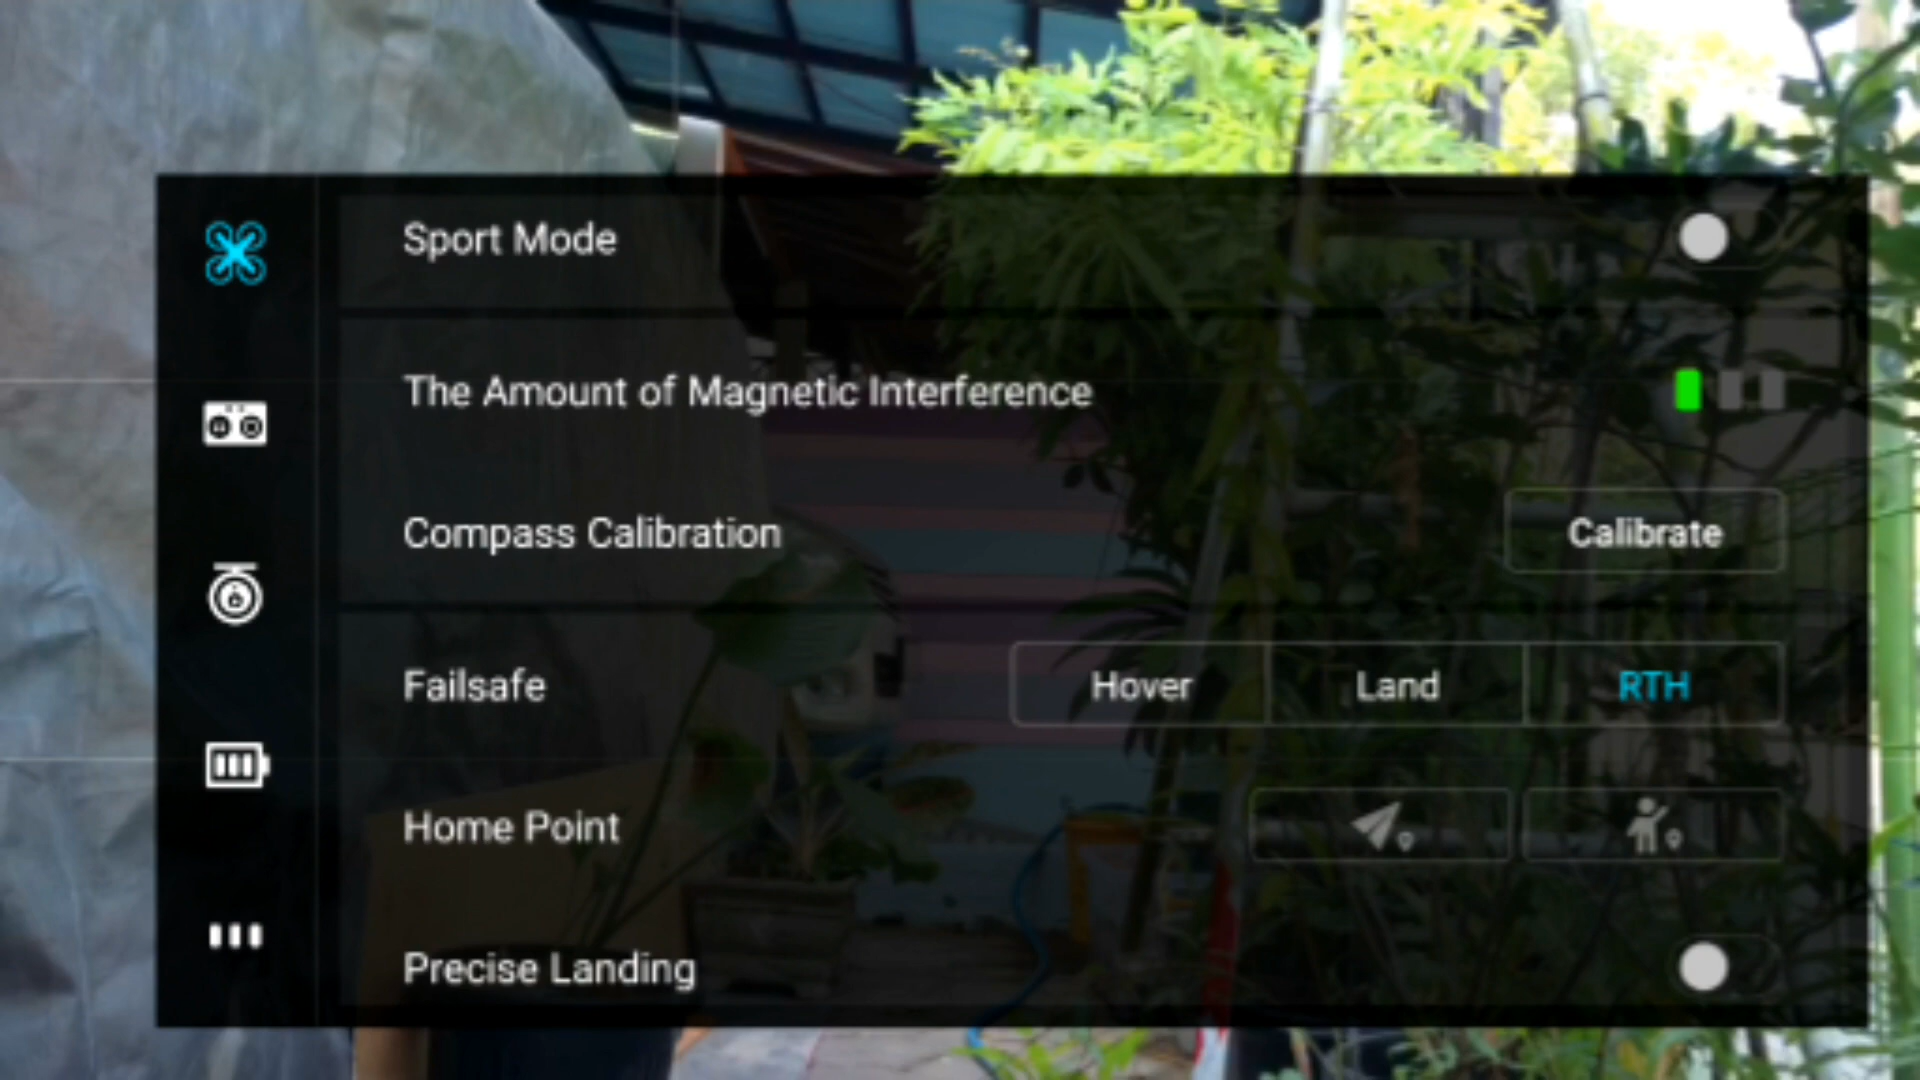 Sport Mode
The Amount of Magnetic Interference
Compass Calibration
Calibrate
Failsafe
Hover
Land
RTH
Home Point
Precise Landing